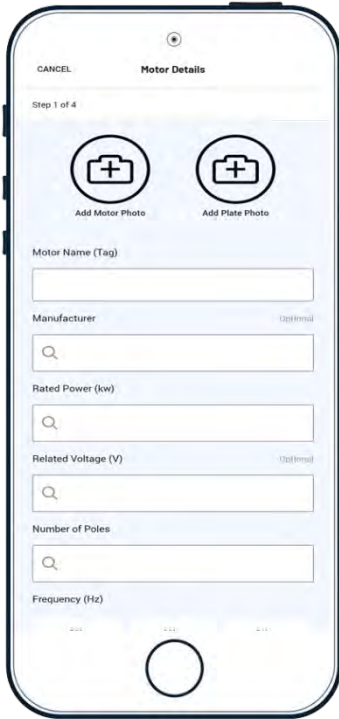 CANCEL Motor Details
Step 1 of 4
Add Motor Photo Add Plate Photo
Motor Name (Tag)
Manufacturer Optional
Rated Power (kw)
Related Voltage (V) Optional
Number of Poles
Frequency (Hz)